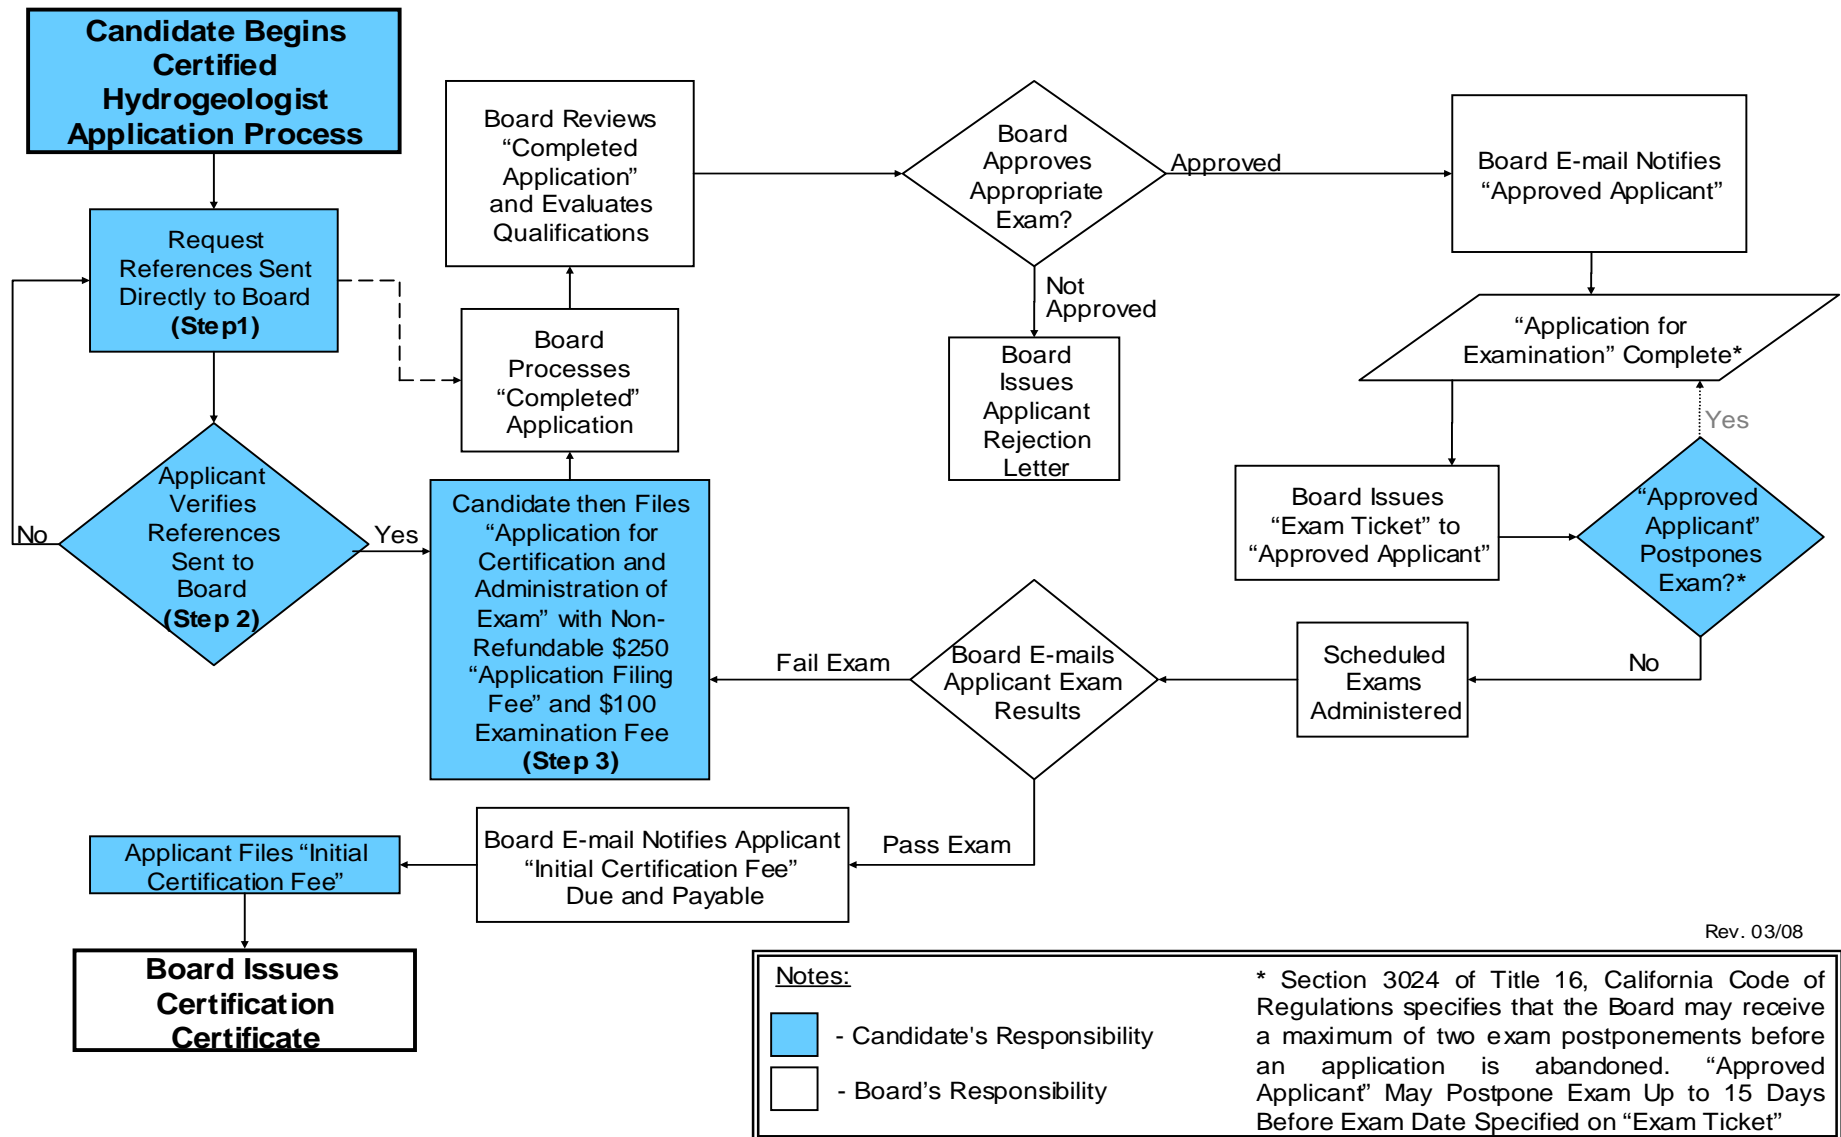 Candidate Begins
Certified
Hydrogeologist
Application Process
Request
References Sent
Directly to Board
(Step1)
Applicant
Verifies
References
Sent to
Board
(Step 2)
No
Yes
Candidate then Files
“Application for
Certification and
Administration of
Exam” with Non-
Refundable $250
“Application Filing
Fee” and $100
Examination Fee
(Step 3)
Board
Processes
“Completed”
Application
Board Reviews
“Completed
Application”
and Evaluates
Qualifications
Board
Approves
Appropriate
Exam?
Approved
Not
Approved
Board
Issues
Applicant
Rejection
Letter
Board E-mail Notifies
“Approved Applicant”
“Application for
Examination” Complete*
Board Issues
“Exam Ticket” to
“Approved Applicant”
“Approved
Applicant”
Postpones
Exam?*
Yes
No
Scheduled
Exams
Administered
Board E-mails
Applicant Exam
Results
Fail Exam
Pass Exam
Board E-mail Notifies Applicant
“Initial Certification Fee”
Due and Payable
Applicant Files “Initial
Certification Fee”
Board Issues
Certification
Certificate
Rev. 03/08
Notes:
- Candidate's Responsibility
- Board’s Responsibility
* Section 3024 of Title 16, California Code of
Regulations specifies that the Board may receive
a maximum of two exam postponements before
an application is abandoned. “Approved
Applicant” May Postpone Exam Up to 15 Days
Before Exam Date Specified on “Exam Ticket”